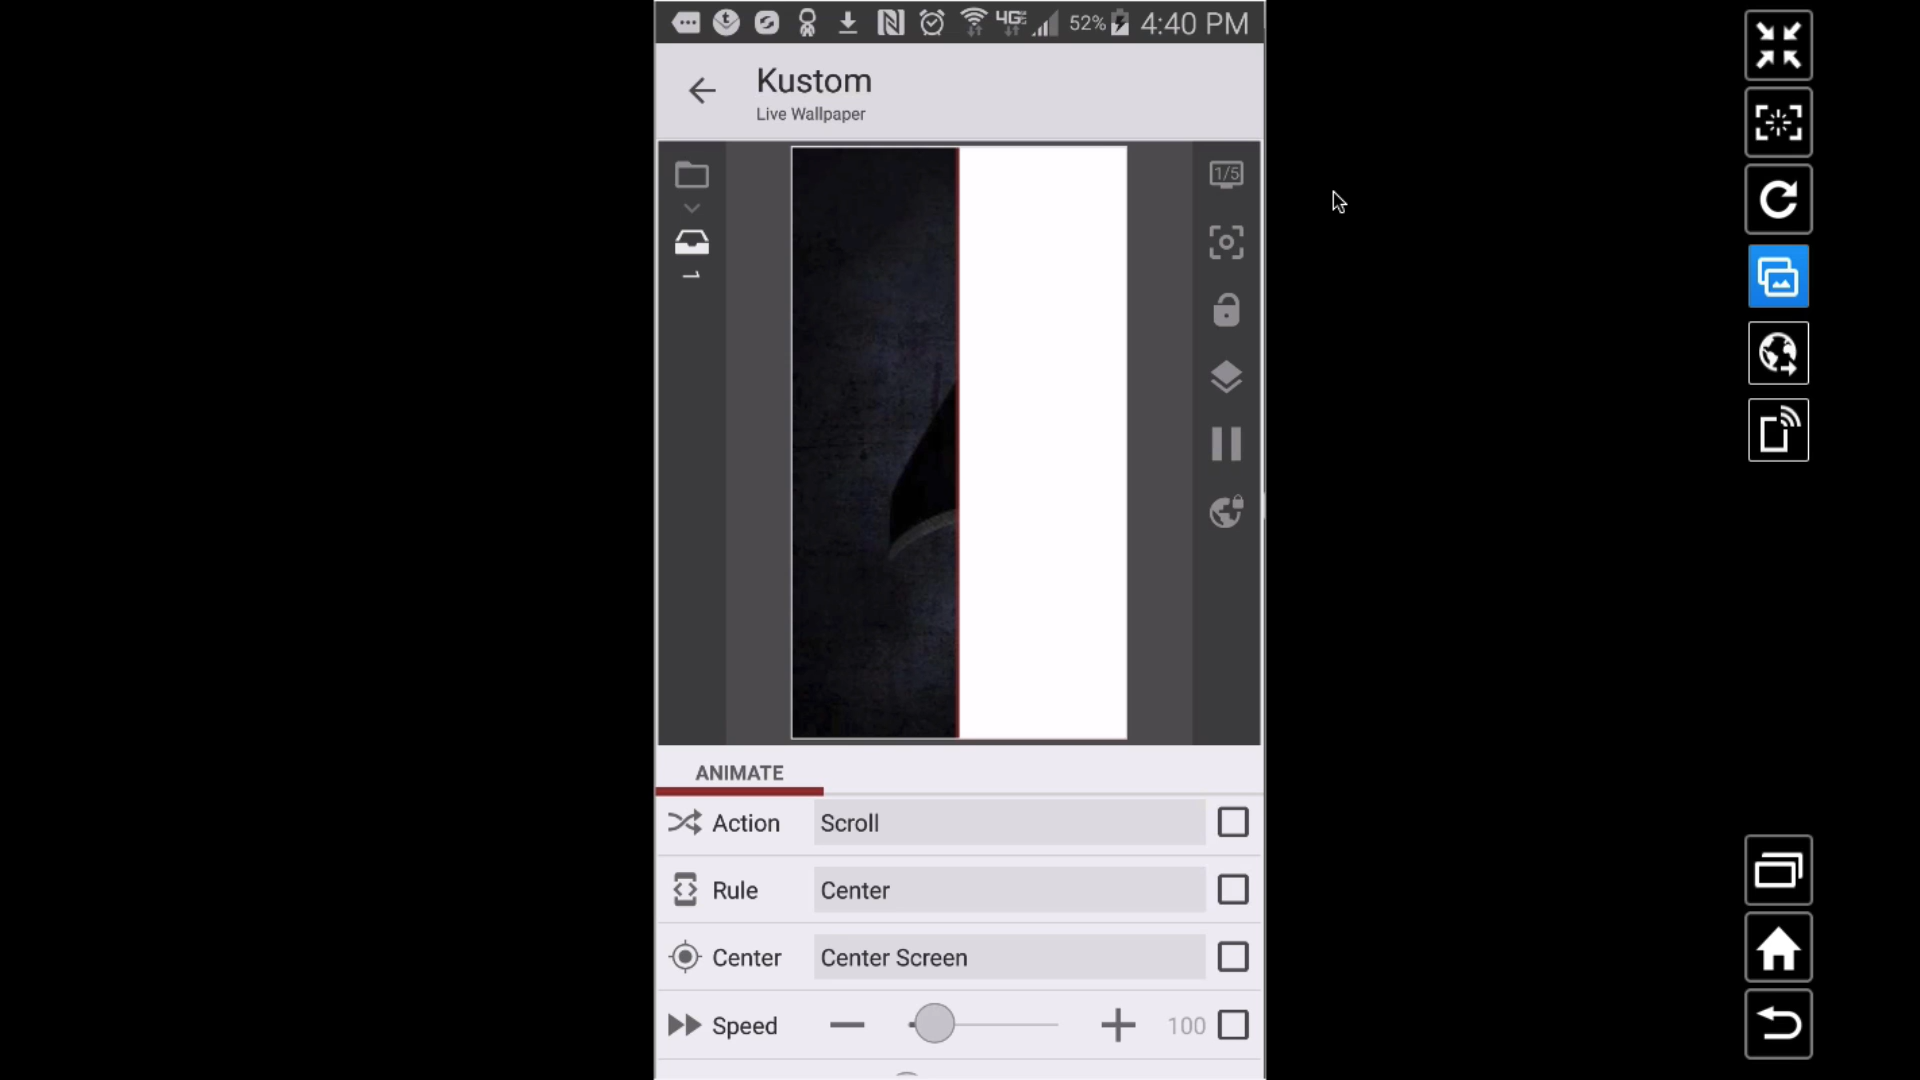 4G 52% 4:40 PM
Kustom
Live Wallpaper
1/5
ANIMATE
Action Scroll
Rule Center
Center Center Screen
Speed 100